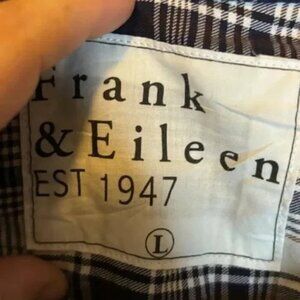 Frank
& Eileen
EST 1947
L